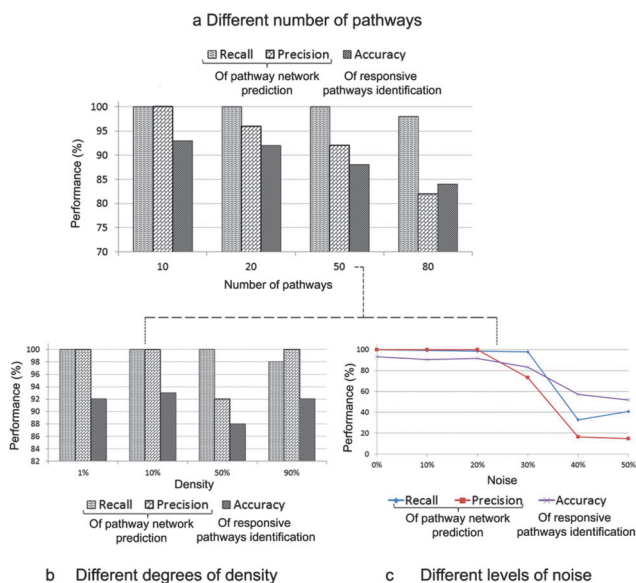 a Different number of pathways
Recall Precision Accuracy
Of pathway network prediction
Of responsive pathways identification
Performance (%)
100
95
90
85
80
75
70
10 20 50 80
Number of pathways
Performance (%)
100
98
96
94
92
90
88
86
84
82
1% 10% 50% 90%
Density
Recall Precision Accuracy
Of pathway network prediction
Of responsive pathways identification
b Different degrees of density
Performance (%)
100
80
60
40
20
0
0% 10% 20% 30% 40% 50%
Noise
Recall Precision Accuracy
Of pathway network prediction
Of responsive pathways identification
c Different levels of noise